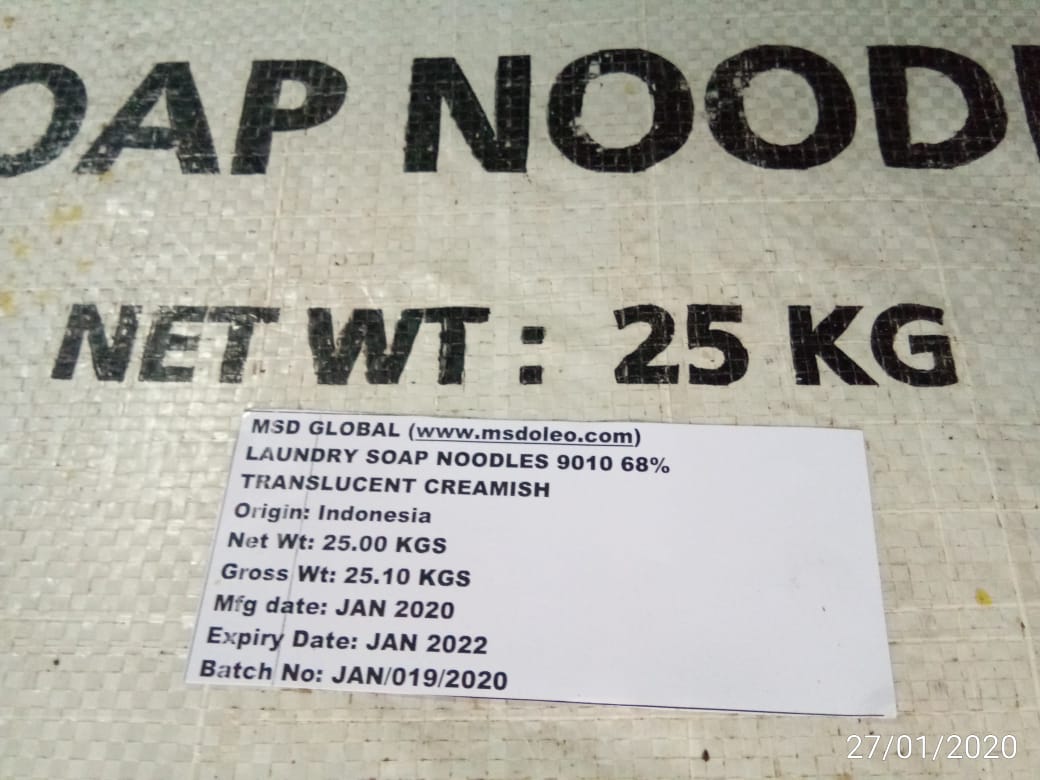 OAP NOOD
NET WT : 25 KG
MSD GLOBAL (www.msdoleo.com)
LAUNDRY SOAP NOODLES 9010 68%
TRANSLUCENT CREAMISH
Origin: Indonesia
Net Wt: 25.00 KGS
Gross Wt: 25.10 KGS
Mfg date: JAN 2020
Expiry Date: JAN 2022
Batch No: JAN/019/2020
27/01/2020